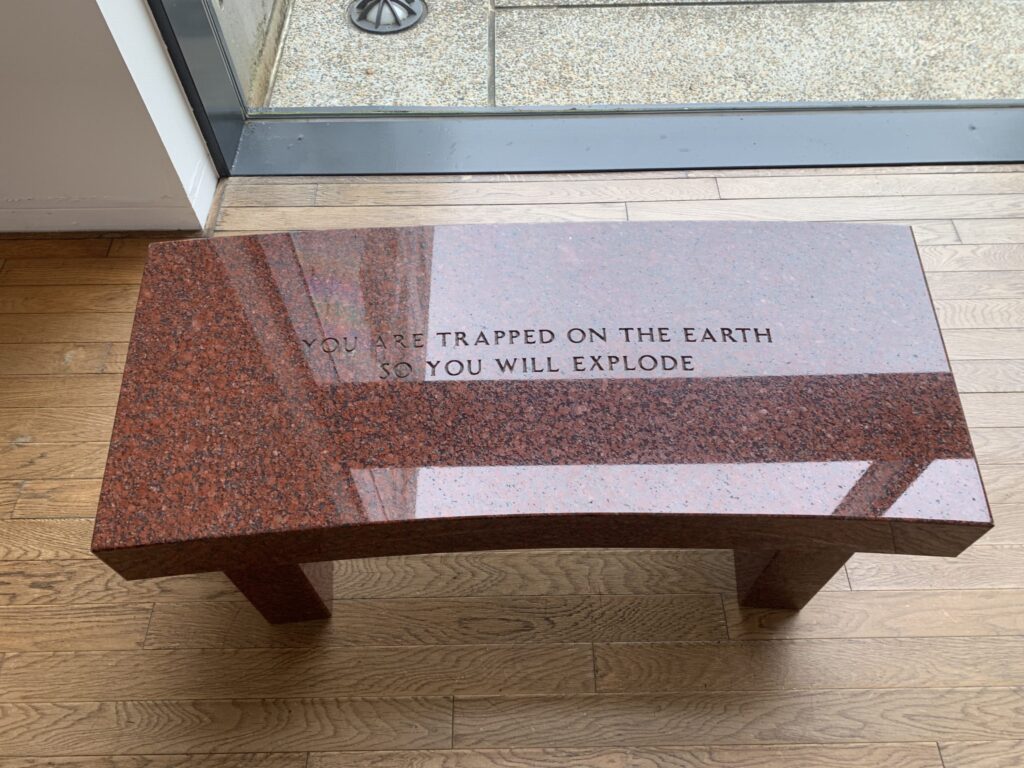 YOU ARE TRAPPED ON THE EARTH
SO YOU WILL EXPLODE